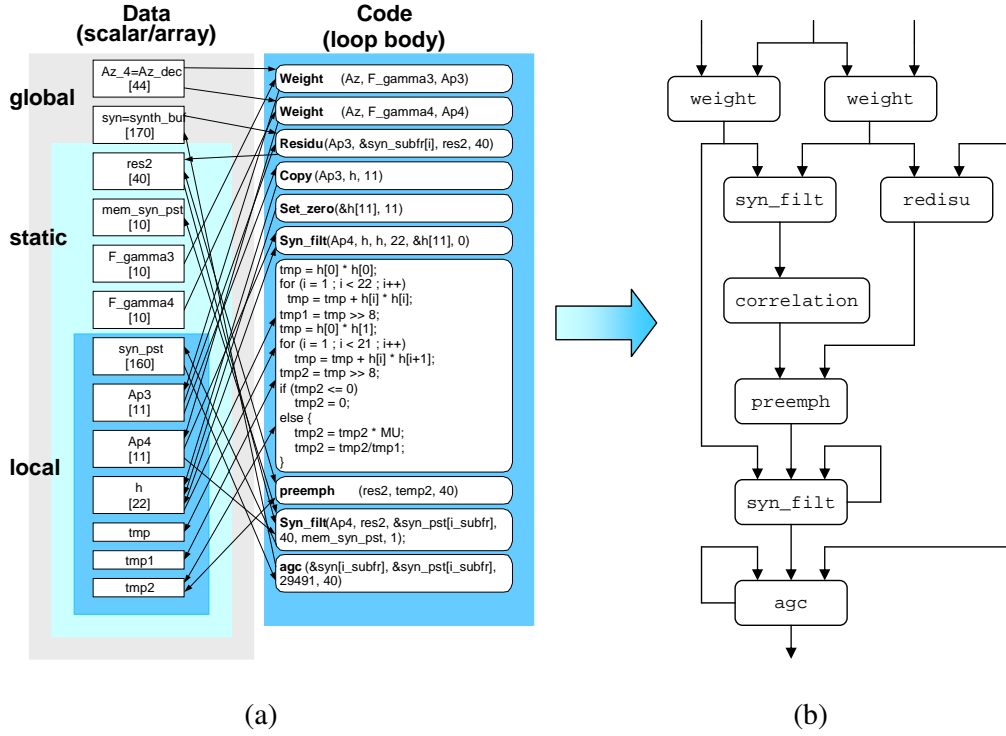 Data
(scalar/array)
global
static
local
Az_4=Az_dec
[44]
syn=synth_buf
[170]
res2
[40]
mem_syn_pst
[10]
F_gamma3
[10]
F_gamma4
[10]
syn_pst
[160]
Ap3
[11]
Ap4
[11]
h
[22]
tmp
tmp1
tmp2
Code
(loop body)
Weight (Az, F_gamma3, Ap3)
Weight (Az, F_gamma4, Ap4)
Residu(Ap3, &syn_subfr[i], res2, 40)
Copy (Ap3, h, 11)
Set_zero(&h[11], 11)
Syn_filt(Ap4, h, h, 22, &h[11], 0)
tmp = h[0] * h[0];
for (i = 1 ; i < 22 ; i++)
tmp = tmp + h[i] * h[i];
tmp1 = tmp >> 8;
tmp = h[0] * h[1];
for (i = 1 ; i < 21 ; i++)
tmp = tmp + h[i] * h[i+1];
tmp2 = tmp >> 8;
if (tmp2 <= 0)
tmp2 = 0;
else {
tmp2 = tmp2 * MU;
tmp2 = tmp2/tmp1;
}
preemph (res2, temp2, 40)
Syn_filt(Ap4, res2, &syn_pst[i_subfr],
40, mem_syn_pst, 1);
agc (&syn[i_subfr], &syn_pst[i_subfr],
29491, 40)
weight
weight
syn_filt
redisu
correlation
preemph
syn_filt
agc
(a)
(b)